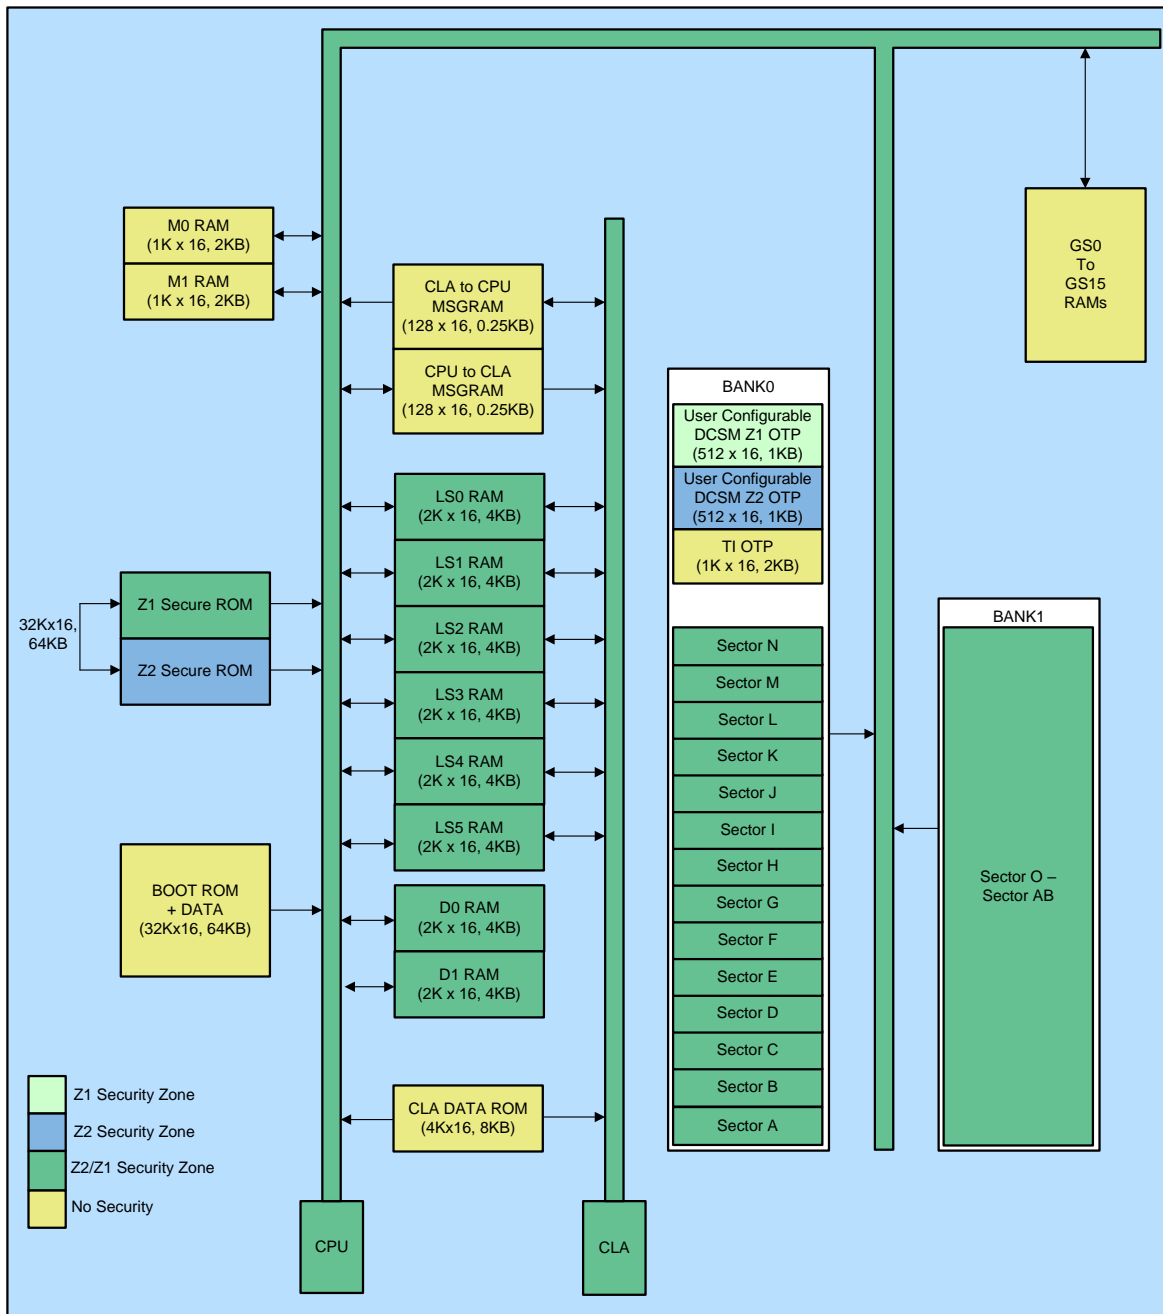 M0 RAM
(1K x 16, 2KB)
M1 RAM
(1K x 16, 2KB)
CLA to CPU
MSGRAM
(128 x 16, 0.25KB)
CPU to CLA
MSGRAM
(128 x 16, 0.25KB)
GS0
To
GS15
RAMs
LS0 RAM
(2K x 16, 4KB)
LS1 RAM
(2K x 16, 4KB)
LS2 RAM
(2K x 16, 4KB)
LS3 RAM
(2K x 16, 4KB)
LS4 RAM
(2K x 16, 4KB)
LS5 RAM
(2K x 16, 4KB)
D0 RAM
(2K x 16, 4KB)
D1 RAM
(2K x 16, 4KB)
32Kx16,
64KB
Z1 Secure ROM
Z2 Secure ROM
BOOT ROM
+ DATA
(32Kx16, 64KB)
CLA DATA ROM
(4Kx16, 8KB)
BANK0
User Configurable
DCSM Z1 OTP
(512 x 16, 1KB)
User Configurable
DCSM Z2 OTP
(512 x 16, 1KB)
TI OTP
(1K x 16, 2KB)
Sector N
Sector M
Sector L
Sector K
Sector J
Sector I
Sector H
Sector G
Sector F
Sector E
Sector D
Sector C
Sector B
Sector A
BANK1
Sector O –
Sector AB
Z1 Security Zone
Z2 Security Zone
Z2/Z1 Security Zone
No Security
CPU
CLA